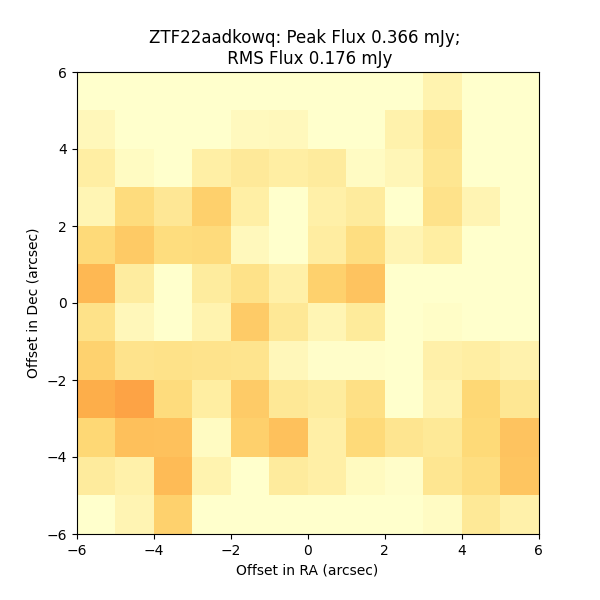 ZTF22aadkowq: Peak Flux 0.366 mJy;
RMS Flux 0.176 mJy
6
4
2
0
−2
−4
−6
Offset in Dec (arcsec)
−6 −4 −2 0 2 4 6
Offset in RA (arcsec)